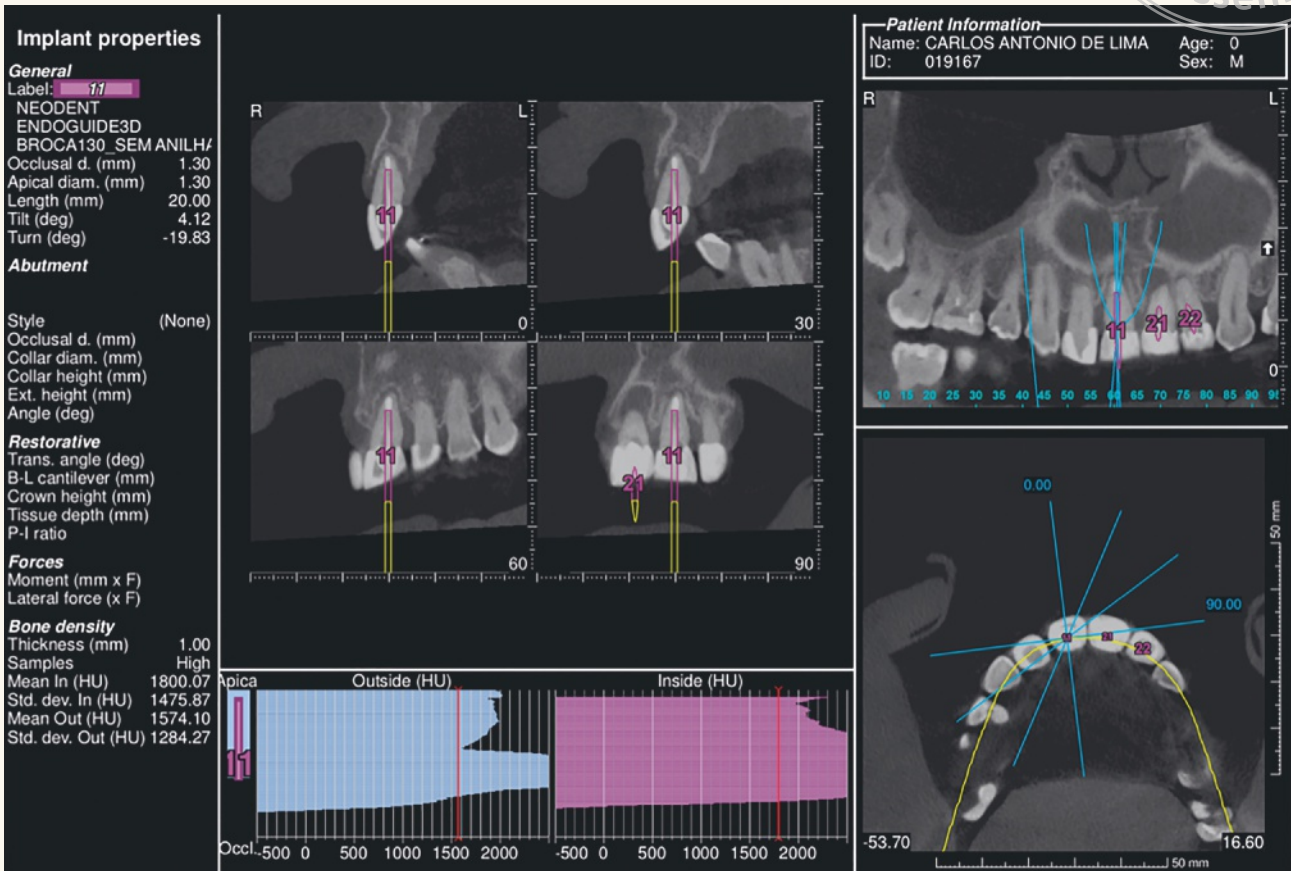 Implant properties
General
Label: 11
NEODENT
ENDOGUIDE3D
BROCA130_SEM ANILHA
Occlusal d. (mm) 1.30
Apical diam. (mm) 1.30
Length (mm) 20.00
Tilt (deg) 4.12
Turn (deg) -19.83
Abutment
Style (None)
Occlusal d. (mm)
Collar diam. (mm)
Collar height (mm)
Ext. height (mm)
Angle (deg)
Restorative
Trans. angle (deg)
B-L cantilever (mm)
Crown height (mm)
Tissue depth (mm)
P-I ratio
Forces
Moment (mm x F)
Lateral force (x F)
Bone density
Thickness (mm) 1.00
Samples High
Mean In (HU) 1800.07
Std. dev. In (HU) 1475.87
Mean Out (HU) 1574.10
Std. dev. Out (HU) 1284.27
R L
11 11
0 30
11 21 11
60 90
Apica Outside (HU) Inside (HU)
11
Occl. -500 0 500 1000 1500 2000 -500 0 500 1000 1500 2000
Patient Information
Name: CARLOS ANTONIO DE LIMA Age: 0
ID: 019167 Sex: M
R L
11 21 22
0
10 15 20 25 30 35 40 45 50 55 60 65 70 75 80 85 90
0.00
90.00
21 22
50 mm
-53.70 16.60
50 mm